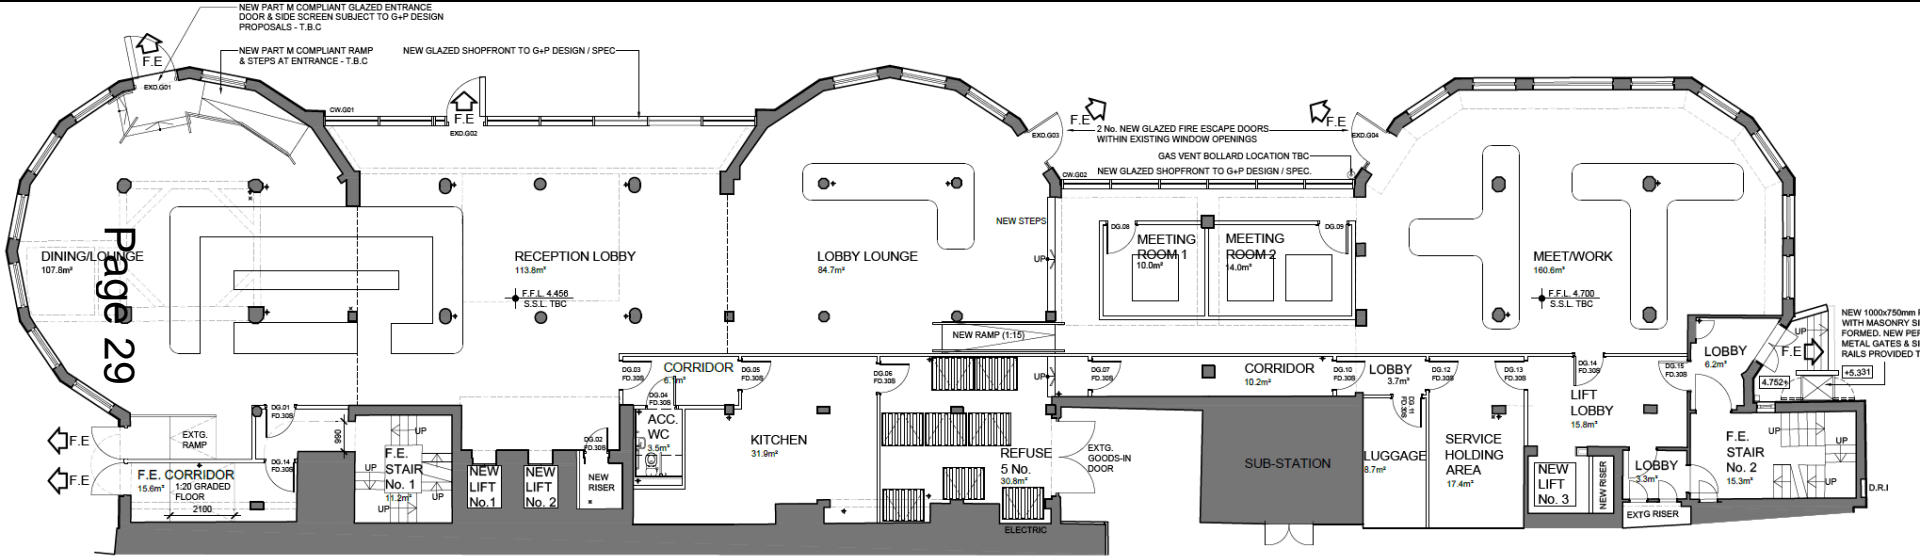 NEW PART M COMPLIANT GLAZED ENTRANCE
DOOR & SIDE SCREEN SUBJECT TO G+P DESIGN
PROPOSALS - T.B.C
NEW PART M COMPLIANT RAMP
& STEPS AT ENTRANCE - T.B.C
NEW GLAZED SHOPFRONT TO G+P DESIGN / SPEC
F.E
EXD.G01
CW.G01
F.E
EXD.G02
EXD.G03
F.E
2 No. NEW GLAZED FIRE ESCAPE DOORS
WITHIN EXISTING WINDOW OPENINGS
F.E
EXD.G04
GAS VENT BOLLARD LOCATION TBC
CW.G02
NEW GLAZED SHOPFRONT TO G+P DESIGN / SPEC.
Page 29
DINING/LOUNGE
107.8m²
RECEPTION LOBBY
113.8m²
F.F.L. 4.456
S.S.L. TBC
LOBBY LOUNGE
84.7m²
NEW STEPS
UP
DG.08
MEETING
ROOM 1
10.0m²
MEETING
ROOM 2
14.0m²
DG.09
MEET/WORK
160.6m²
F.F.L. 4.700
S.S.L. TBC
NEW RAMP (1:15)
NEW 1000x750mm
WITH MASONRY
FORMED. NEW
METAL GATES &
RAILS PROVIDED
UP
F.E
+5.331
4.752
LOBBY
6.2m²
DG.03
FD.30S
CORRIDOR
DG.05
FD.30S
DG.06
FD.30S
UP
DG.07
FD.30S
CORRIDOR
10.2m²
DG.10
FD.30S
LOBBY
3.7m²
DG.12
FD.30S
DG.13
FD.30S
DG.14
FD.30S
DG.15
FD.30S
DG.04
FD.30S
DG.11
FD.30S
LIFT
LOBBY
15.8m²
ACC.
WC
3.5m²
KITCHEN
31.9m²
REFUSE
5 No.
30.8m²
EXTG.
GOODS-IN
DOOR
SUB-STATION
LUGGAGE
8.7m²
SERVICE
HOLDING
AREA
17.4m²
F.E
F.E
EXTG.
RAMP
DG.01
FD.30S
990
F.E. CORRIDOR
15.6m²
1:20 GRADED
FLOOR
2100
DG.14
FD.30S
UP
F.E.
STAIR
No. 1
11.2m²
UP
UP
UP
NEW
LIFT
No.1
NEW
LIFT
No. 2
DG.02
FD.30S
NEW
RISER
ELECTRIC
NEW
LIFT
No. 3
NEW RISER
LOBBY
3.3m²
EXTG RISER
F.E.
STAIR
No. 2
15.3m²
UP
UP
UP
UP
D.R.I